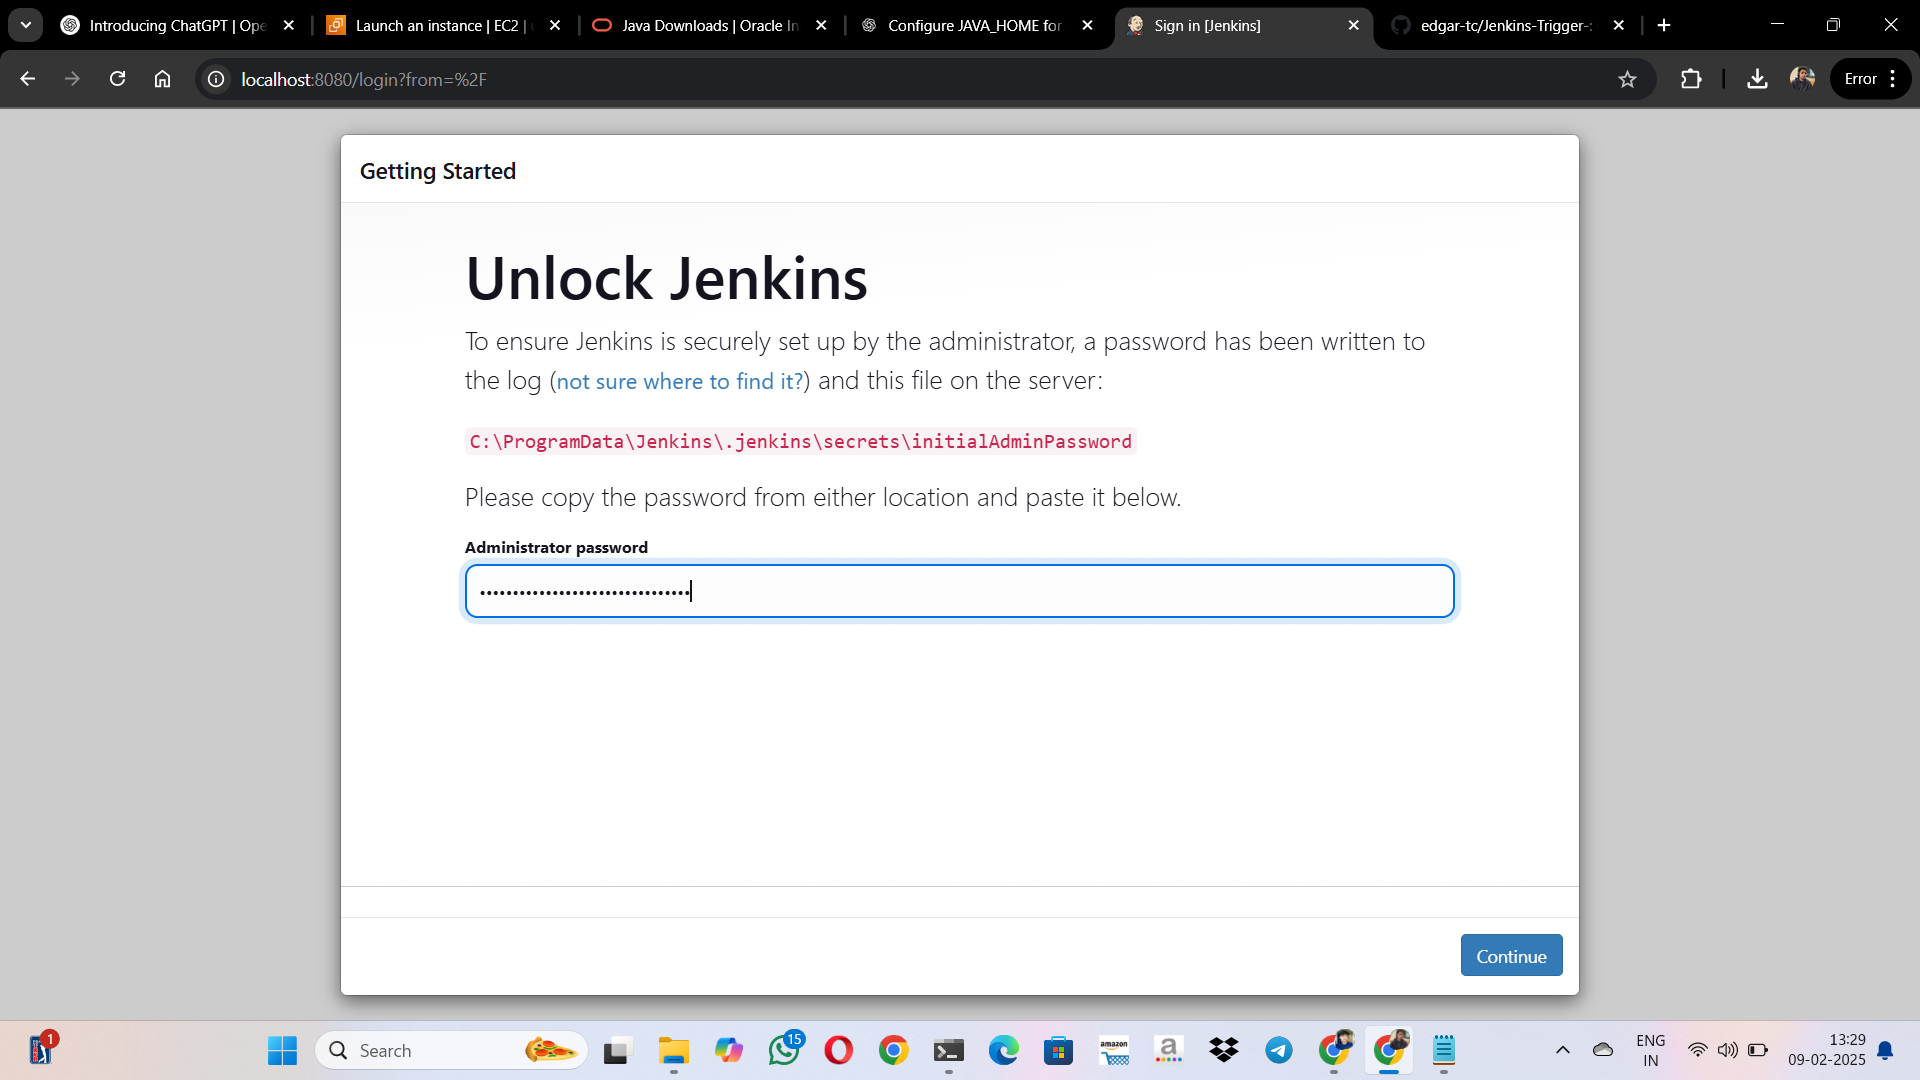 Introducing ChatGPT | Ope
Launch an instance | EC2 |
Java Downloads | Oracle In
Configure JAVA_HOME for
Sign in [Jenkins]
edgar-tc/Jenkins-Trigger-
localhost:8080/login?from=%2F
Error
Getting Started
Unlock Jenkins
To ensure Jenkins is securely set up by the administrator, a password has been written to
the log (not sure where to find it?) and this file on the server:
C:\ProgramData\Jenkins\.jenkins\secrets\initialAdminPassword
Please copy the password from either location and paste it below.
Administrator password
Continue
1
Search
15
amazon
a
ENG
IN
13:29
09-02-2025